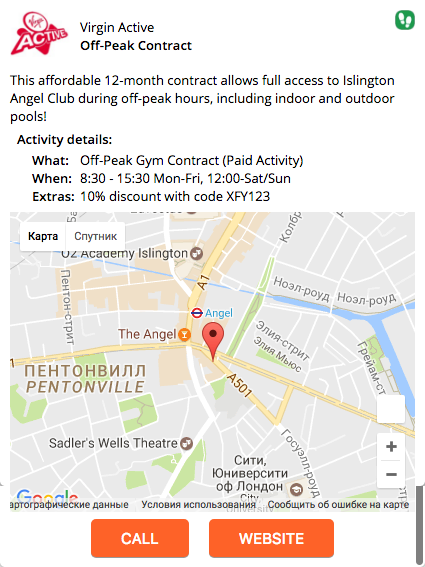 Virgin
ACTIVE
Virgin Active
Off-Peak Contract
This affordable 12-month contract allows full access to Islington
Angel Club during off-peak hours, including indoor and outdoor
pools!
Activity details:
What: Off-Peak Gym Contract (Paid Activity)
When: 8:30 - 15:30 Mon-Fri, 12:00-Sat/Sun
Extras: 10% discount with code XFY123
Карта Спутник
O2 Academy Islington
A1
Колбр
Ноэл-роуд
Ноэл-роуд
Пентон-стрит
Angel
The Angel
Элия-стрит
Элия Мьюс
Грейам-стрит
ПЕНТОНВИЛЛ
PENTONVILLE
A501
Sadler's Wells Theatre
Госуэлл-роуд
Сити,
Юниверсити
оф Лондон
City,
+
−
Google
артографические данные Условия использования Сообщить об ошибке на карте
CALL WEBSITE